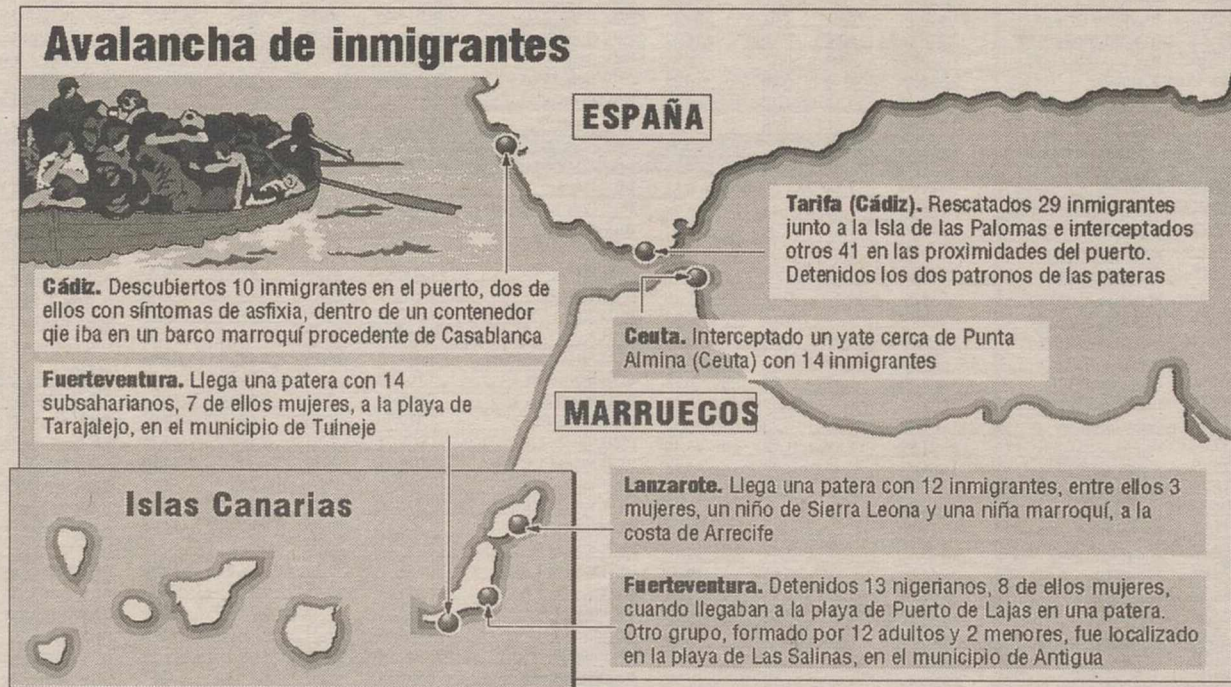 Avalancha de inmigrantes
ESPAÑA
Tarifa (Cádiz). Rescatados 29 inmigrantes
junto a la Isla de las Palomas e interceptados
otros 41 en las proximidades del puerto.
Detenidos los dos patronos de las pateras
Cádiz. Descubiertos 10 inmigrantes en el puerto, dos de
ellos con síntomas de asfixia, dentro de un contenedor
qie iba en un barco marroquí procedente de Casablanca
Ceuta. Interceptado un yate cerca de Punta
Almina (Ceuta) con 14 inmigrantes
Fuerteventura. Llega una patera con 14
subsaharianos, 7 de ellos mujeres, a la playa de
Tarajalejo, en el municipio de Tuineje
MARRUECOS
Islas Canarias
Lanzarote. Llega una patera con 12 inmigrantes, entre ellos 3
mujeres, un niño de Sierra Leona y una niña marroquí, a la
costa de Arrecife
Fuerteventura. Detenidos 13 nigerianos, 8 de ellos mujeres,
cuando llegaban a la playa de Puerto de Lajas en una patera.
Otro grupo, formado por 12 adultos y 2 menores, fue localizado
en la playa de Las Salinas, en el municipio de Antigua